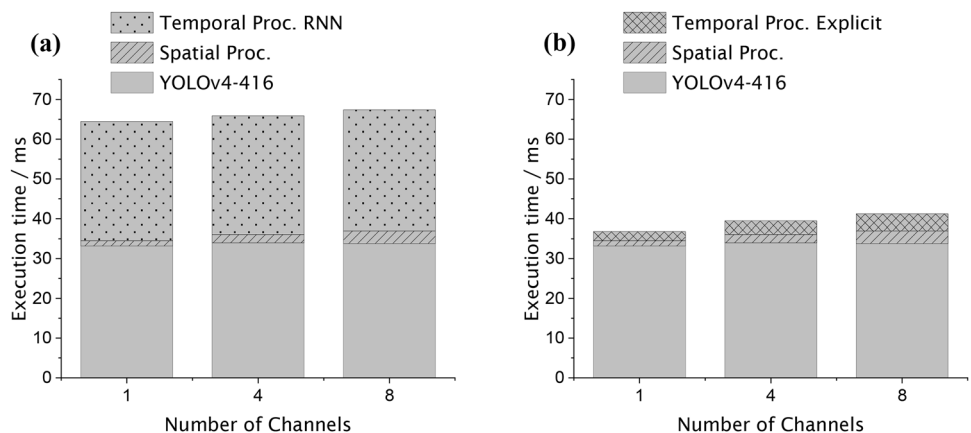 (a)
Temporal Proc. RNN
Spatial Proc.
YOLOv4-416
Execution time / ms
70
60
50
40
30
20
10
0
1
4
8
Number of Channels
(b)
Temporal Proc. Explicit
Spatial Proc.
YOLOv4-416
Execution time / ms
70
60
50
40
30
20
10
0
1
4
8
Number of Channels